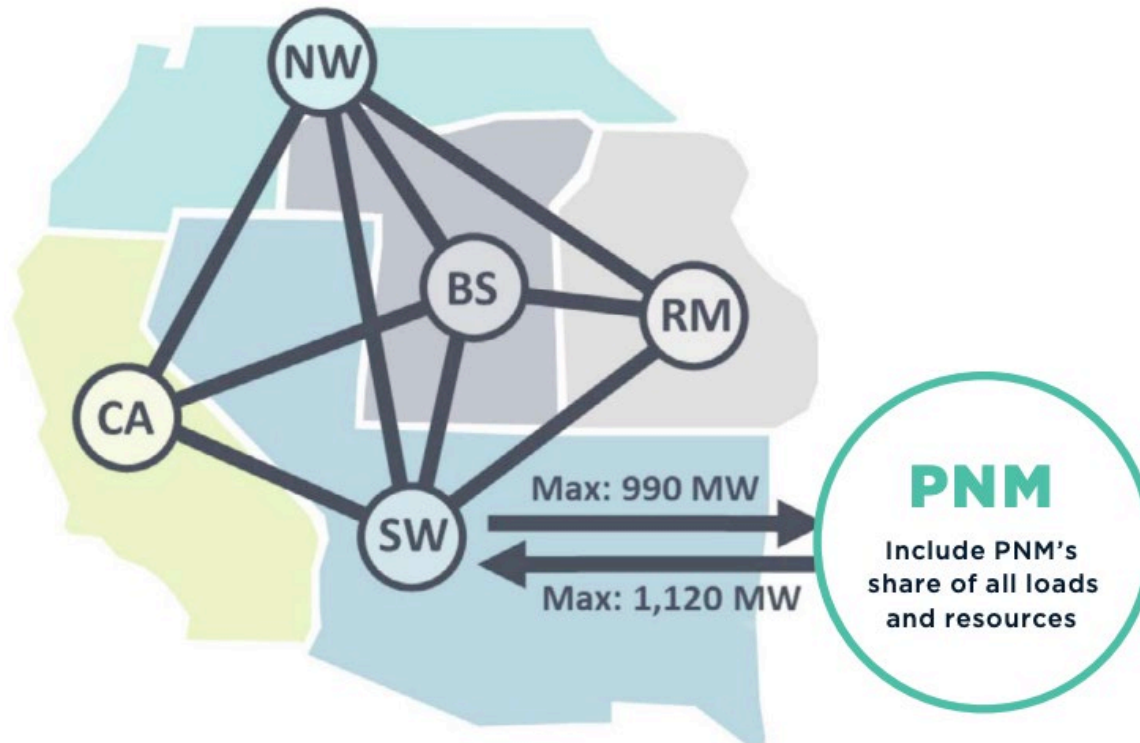 NW
BS
RM
CA
SW
Max: 990 MW
Max: 1,120 MW
PNM
Include PNM's
share of all loads
and resources